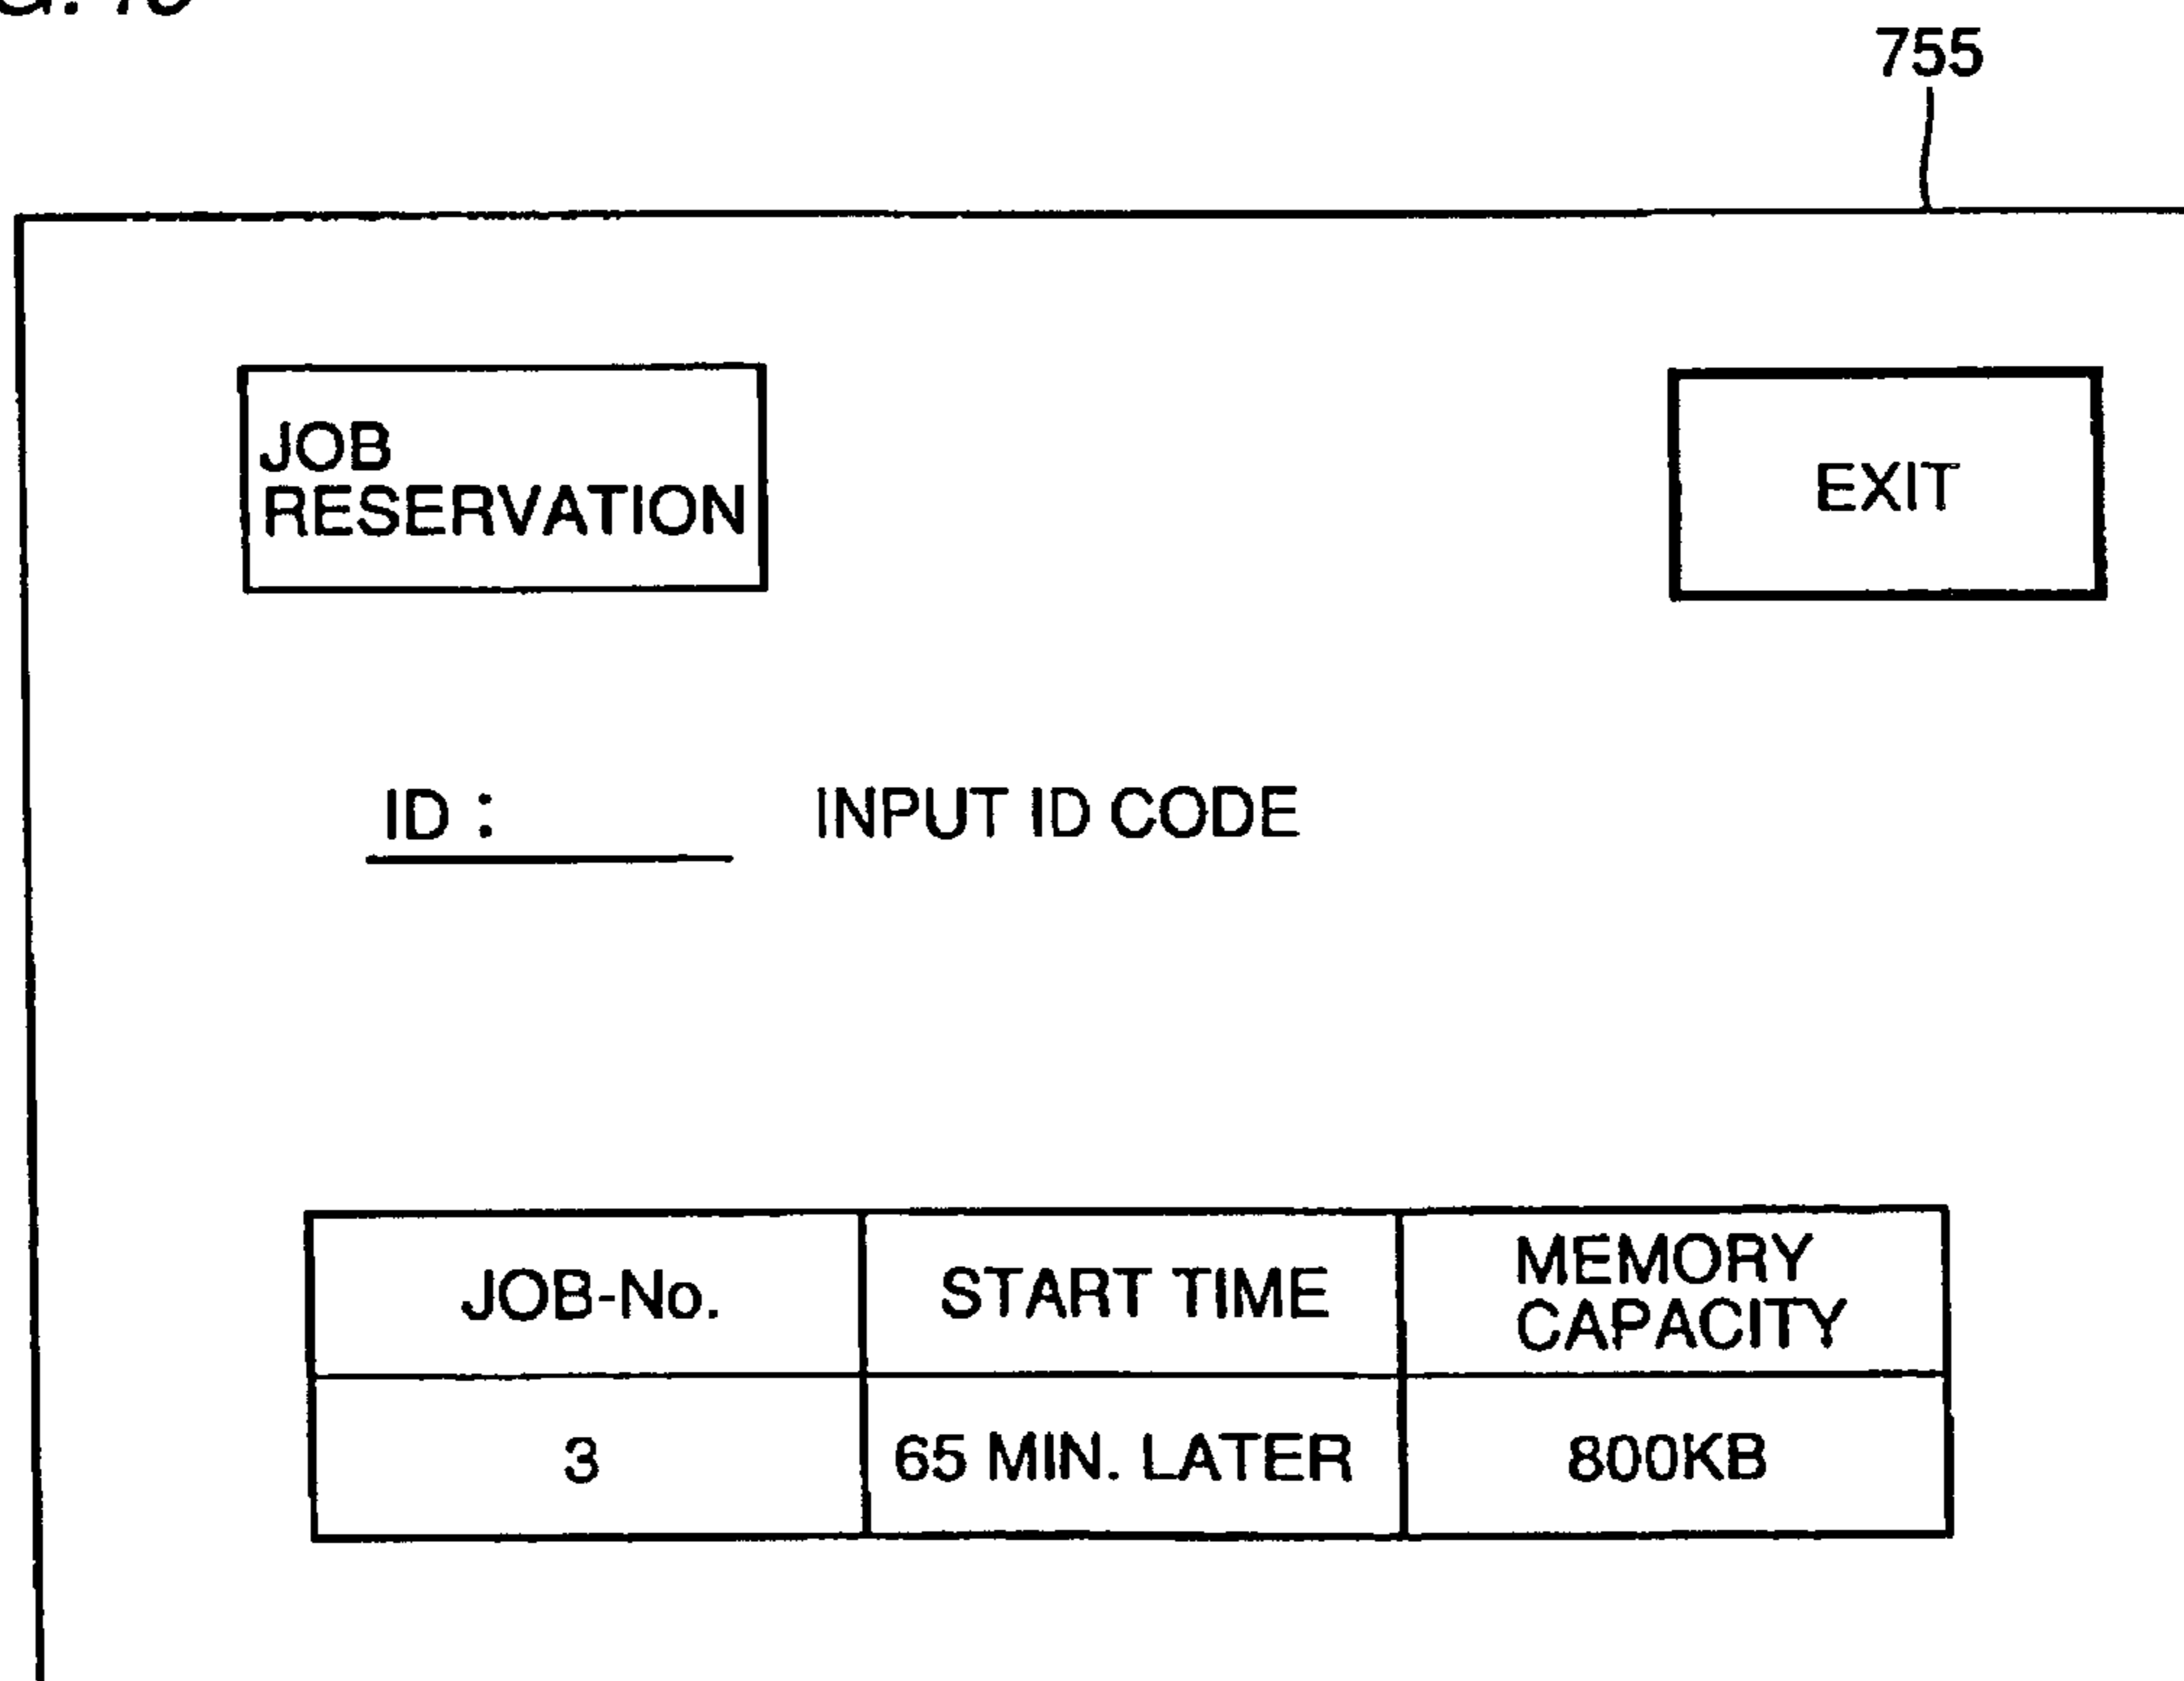 755
JOB
RESERVATION
EXIT
ID : INPUT ID CODE
JOB-No. START TIME MEMORY
CAPACITY
3 65 MIN. LATER 800KB